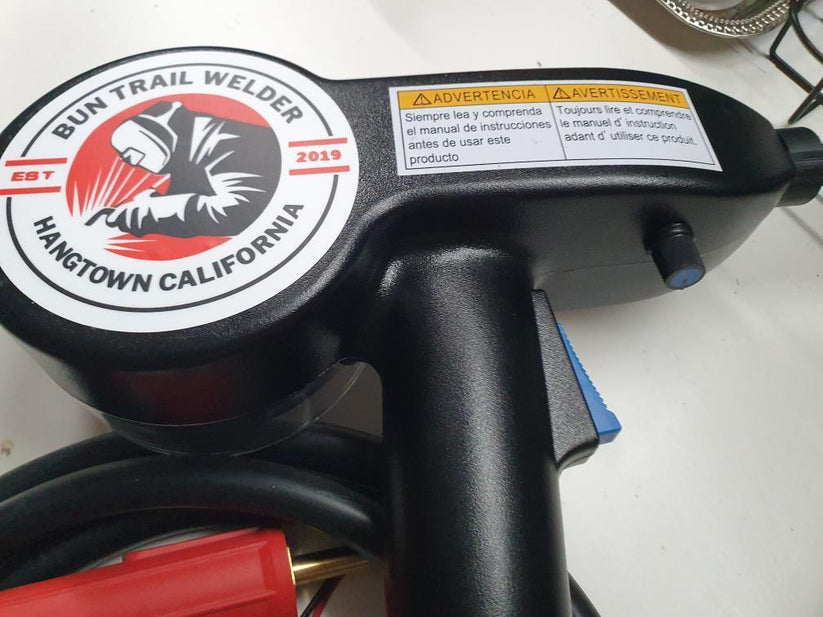 BUN TRAIL WELDER
EST
2019
HANGTOWN CALIFORNIA
ADVERTENCIA
Siempre lea y comprenda
el manual de instrucciones
antes de usar este
producto
AVERTISSEMENT
Toujours lire et comprendre
le manuel d' instruction
adant d' utiliser ce produit.